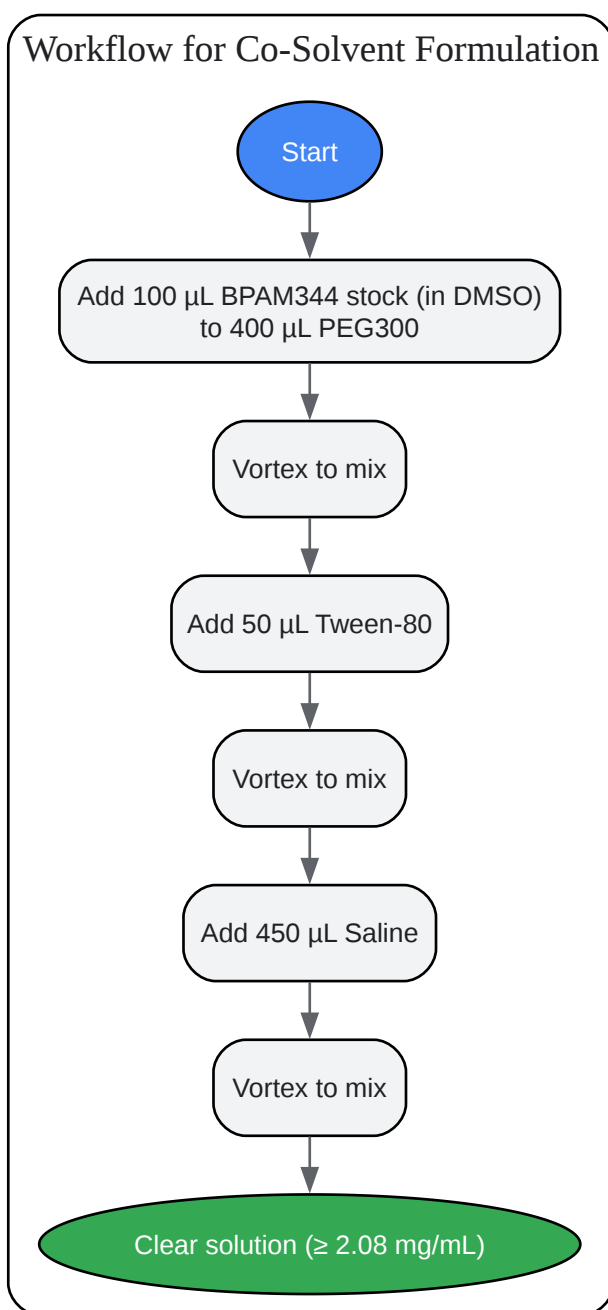 Workflow for Co-Solvent Formulation
Start
Add 100 µL BPAM344 stock (in DMSO)
to 400 µL PEG300
Vortex to mix
Add 50 µL Tween-80
Vortex to mix
Add 450 µL Saline
Vortex to mix
Clear solution (≥ 2.08 mg/mL)